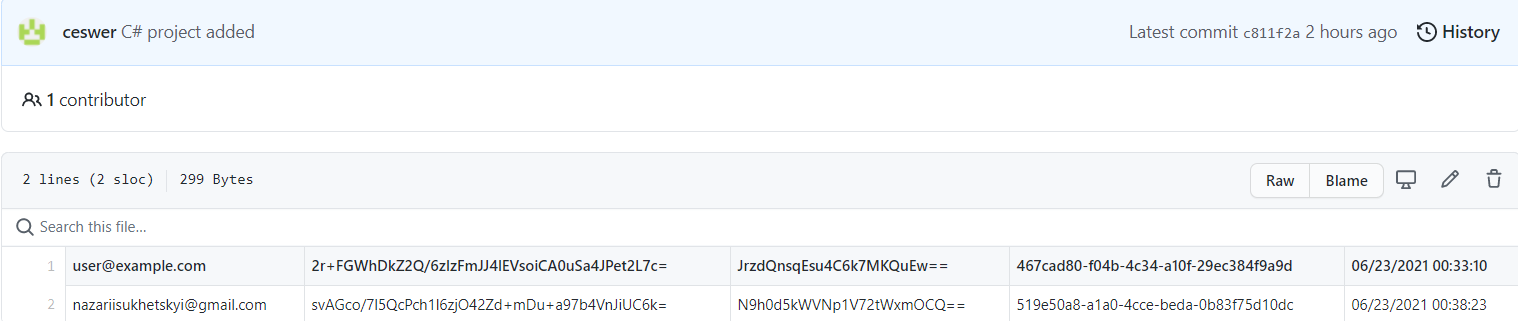 ceswer C# project added Latest commit c811f2a 2 hours ago History
1 contributor
2 lines (2 sloc) 299 Bytes Raw Blame
Search this file...
1 user@example.com 2r+FGWhDkZ2Q/6zIzFmJJ4lEVsoiCA0uSa4JPet2L7c= JrzdQnsqEsu4C6k7MKQuEw== 467cad80-f04b-4c34-a10f-29ec384f9a9d 06/23/2021 00:33:10
2 nazariisukhetskyi@gmail.com svAGco/7I5QcPch1I6zjO42Zd+mDu+a97b4VnJiUC6k= N9h0d5kWVNp1V72tWxmOCQ== 519e50a8-a1a0-4cce-beda-0b83f75d10dc 06/23/2021 00:38:23